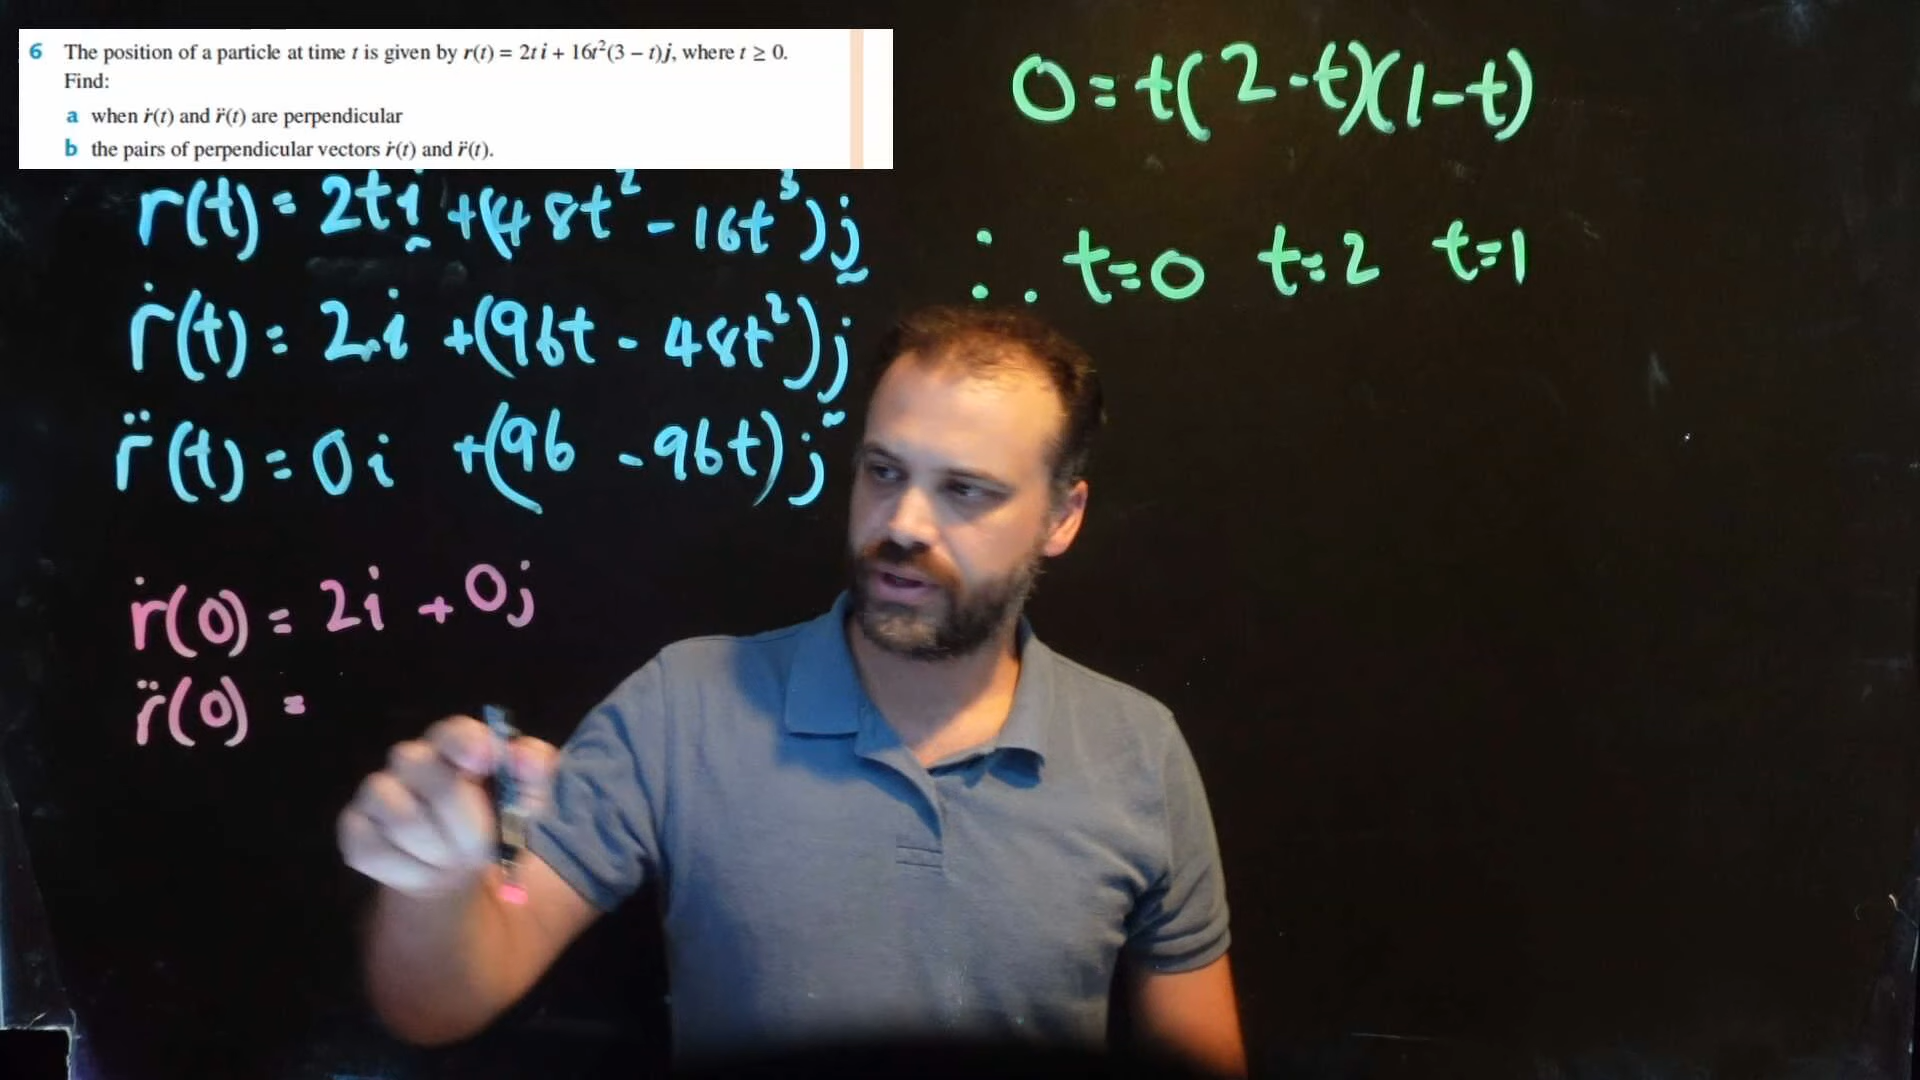 6 The position of a particle at time t is given by r(t) = 2t i + 16t²(3 – t)j, where t ≥ 0.
Find:
a when ṙ(t) and r̈(t) are perpendicular
b the pairs of perpendicular vectors ṙ(t) and r̈(t).
r(t) = 2ti + (48t² - 16t³)j
ṙ(t) = 2i + (96t - 48t²)j
r̈(t) = 0i + (96 - 96t)j
ṙ(0) = 2i + 0j
r̈(0) =
0 = t(2-t)(1-t)
∴ t=0 t=2 t=1